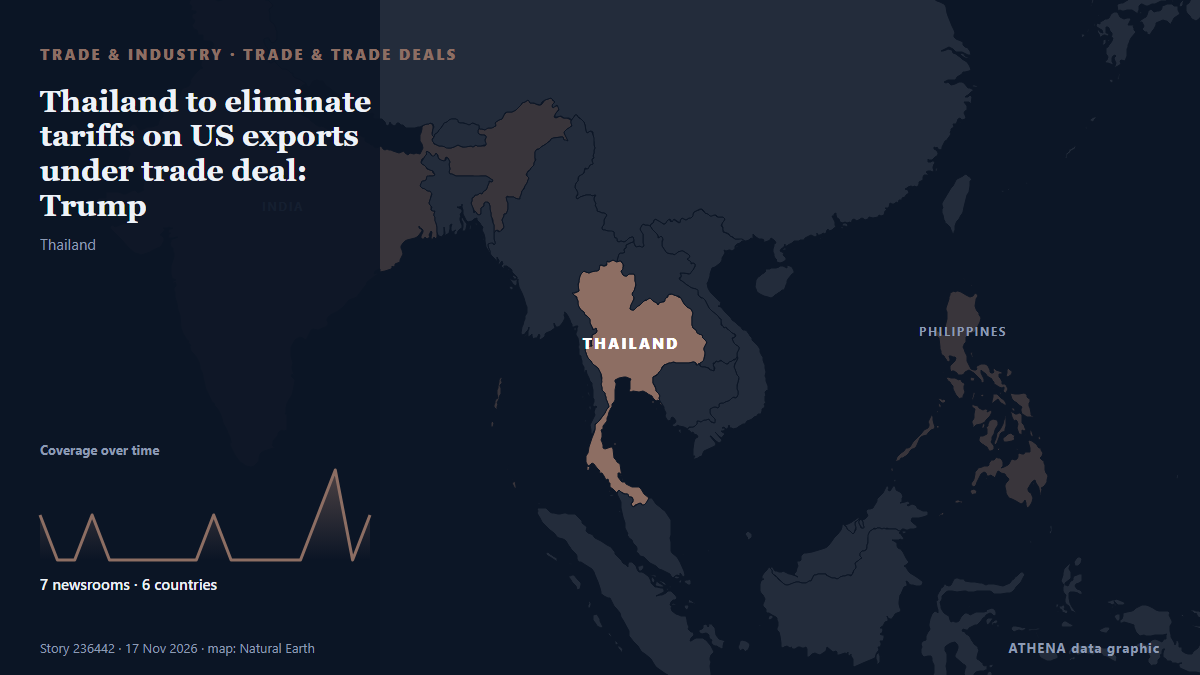 TRADE & INDUSTRY · TRADE & TRADE DEALS
Thailand to eliminate
tariffs on US exports
under trade deal:
Trump
INDIA
Thailand
THAILAND
PHILIPPINES
Coverage over time
7 newsrooms · 6 countries
Story 236442 · 17 Nov 2026 · map: Natural Earth
ATHENA data graphic